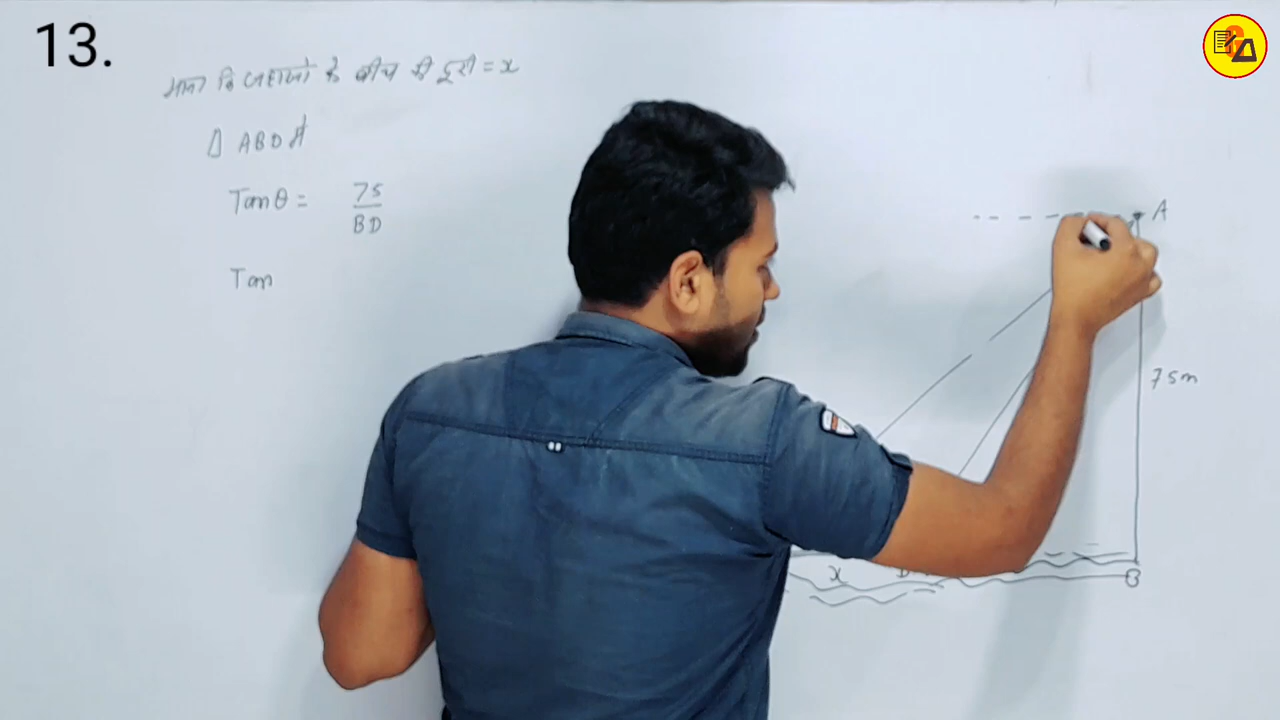 13.
माना कि जहाजो के बीच की दूरी = x
Δ ABD में
Tanθ = 75
BD
Tan
A
75m
x
D
B